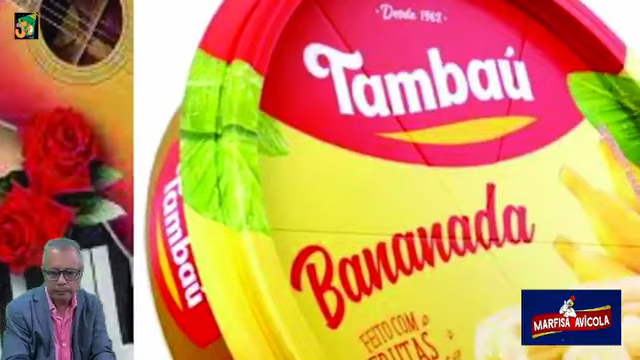 Desde 1962
Tambaú
Tambaú
Bananada
FEITO COM
FRUTAS
MARFISA AVÍCOLA